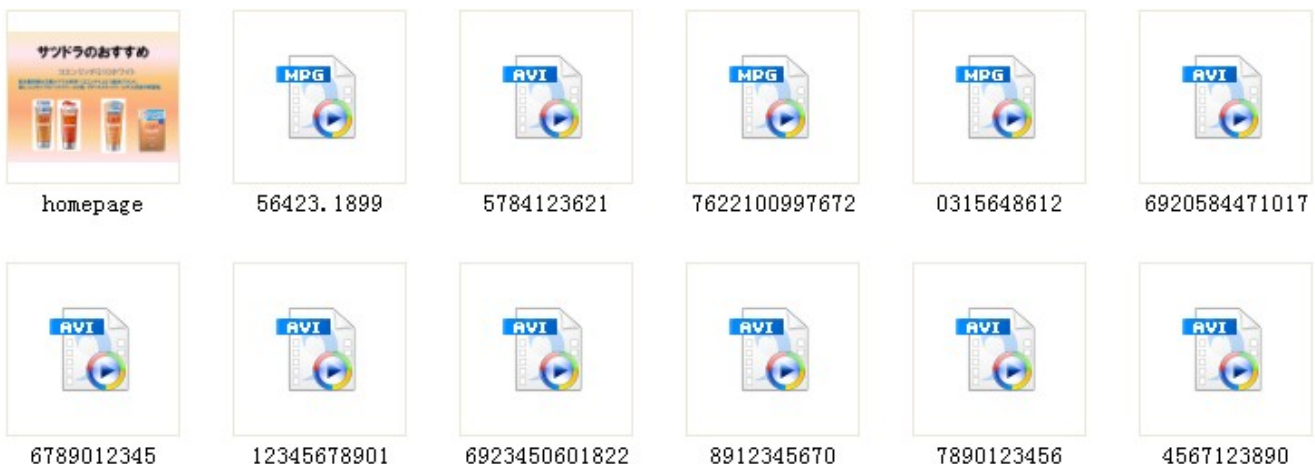 サンドラのおすすめ
homepage
MPG
56423.1899
AVI
5784123621
MPG
7622100997672
MPG
0315648612
AVI
6920584471017
AVI
6789012345
AVI
12345678901
AVI
6923450601822
AVI
8912345670
AVI
7890123456
AVI
4567123890